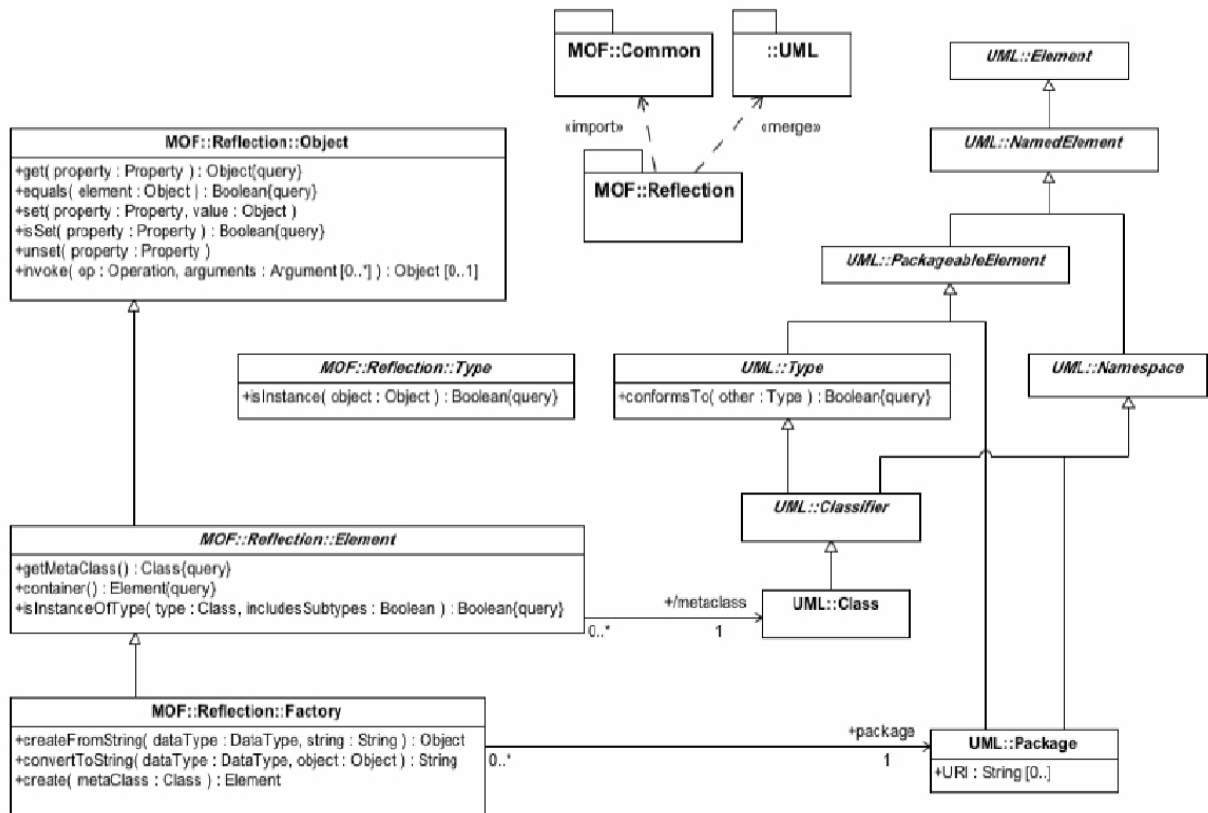 MOF::Common
::UML
UML::Element
«import»
«merge»
MOF::Reflection::Object
UML::NamedElement
+get( property : Property ) : Object{query}
+equals( element : Object ) : Boolean{query}
+set( property : Property, value : Object )
+isSet( property : Property ) : Boolean{query}
+unset( property : Property )
+invoke( op : Operation, arguments : Argument [0..*] ) : Object [0..1]
MOF::Reflection
UML::PackageableElement
MOF::Reflection::Type
+isInstance( object : Object ) : Boolean{query}
UML::Type
+conformsTo( other : Type ) : Boolean{query}
UML::Namespace
UML::Classifier
MOF::Reflection::Element
+getMetaClass() : Class{query}
+container() : Element{query}
+isInstanceOfType( type : Class, includesSubtypes : Boolean ) : Boolean{query}
+/metaclass
0..*
1
UML::Class
MOF::Reflection::Factory
+createFromString( dataType : DataType, string : String ) : Object
+convertToString( dataType : DataType, object : Object ) : String
+create( metaClass : Class ) : Element
+package
0..*
1
UML::Package
+URI : String [0..]